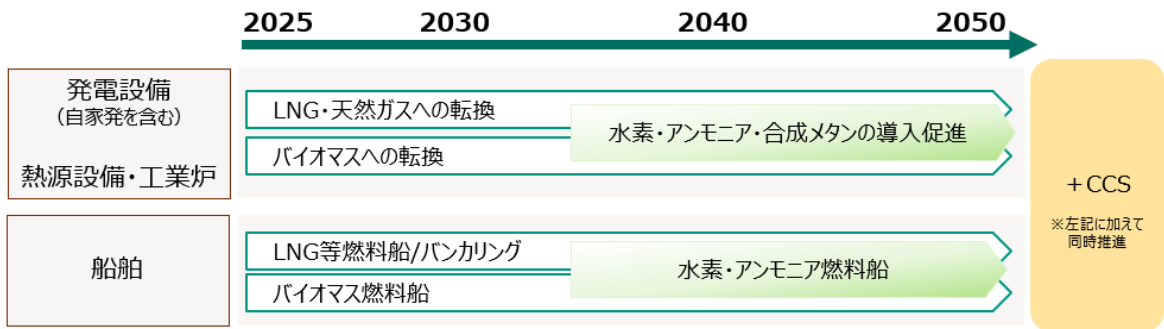 2025 2030 2040 2050
発電設備
（自家発を含む）
熱源設備・工業炉
LNG・天然ガスへの転換
バイオマスへの転換
水素・アンモニア・合成メタンの導入促進
船舶
LNG等燃料船/バンカリング
バイオマス燃料船
水素・アンモニア燃料船
＋CCS
※左記に加えて
同時推進